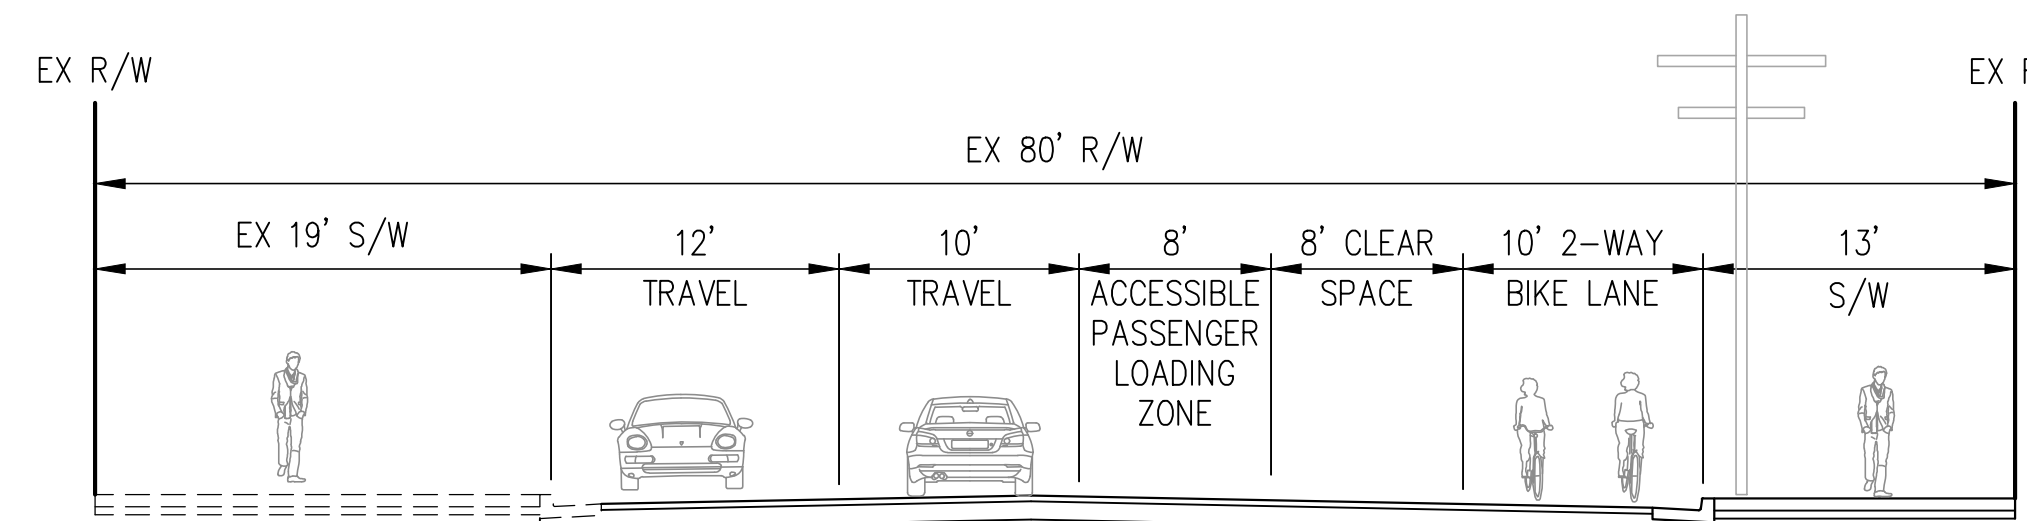 EX R/W
EX
EX 80' R/W
EX 19' S/W
12'
10'
8'
8' CLEAR
10' 2-WAY
13'
TRAVEL
TRAVEL
ACCESSIBLE
SPACE
BIKE LANE
S/W
PASSENGER
LOADING
ZONE